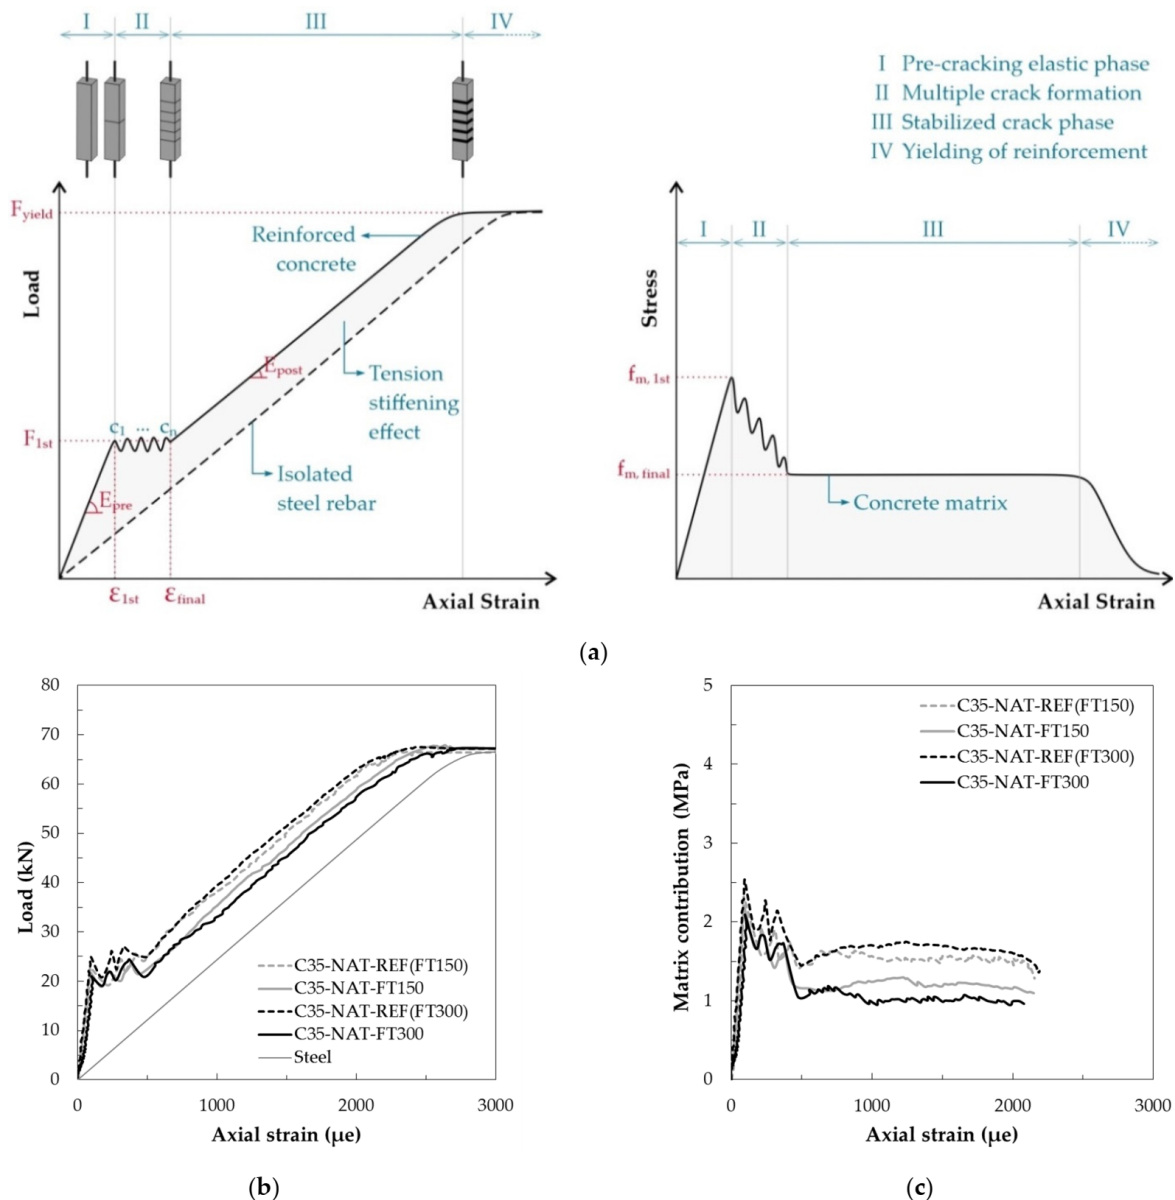 I II III IV
I Pre-cracking elastic phase
II Multiple crack formation
III Stabilized crack phase
IV Yielding of reinforcement
Load
Fyield
Reinforced
concrete
Epost
Tension
stiffening
effect
F1st
c1 ... cn
Epre
Isolated
steel rebar
ε1st
εfinal
Axial Strain
I II III IV
Stress
fm, 1st
fm, final
Concrete matrix
Axial Strain
(a)
Load (kN)
80
70
60
50
40
30
20
10
0
C35-NAT-REF(FT150)
C35-NAT-FT150
C35-NAT-REF(FT300)
C35-NAT-FT300
Steel
0 1000 2000 3000
Axial strain (µe)
(b)
Matrix contribution (MPa)
5
4
3
2
1
0
C35-NAT-REF(FT150)
C35-NAT-FT150
C35-NAT-REF(FT300)
C35-NAT-FT300
0 1000 2000 3000
Axial strain (µe)
(c)